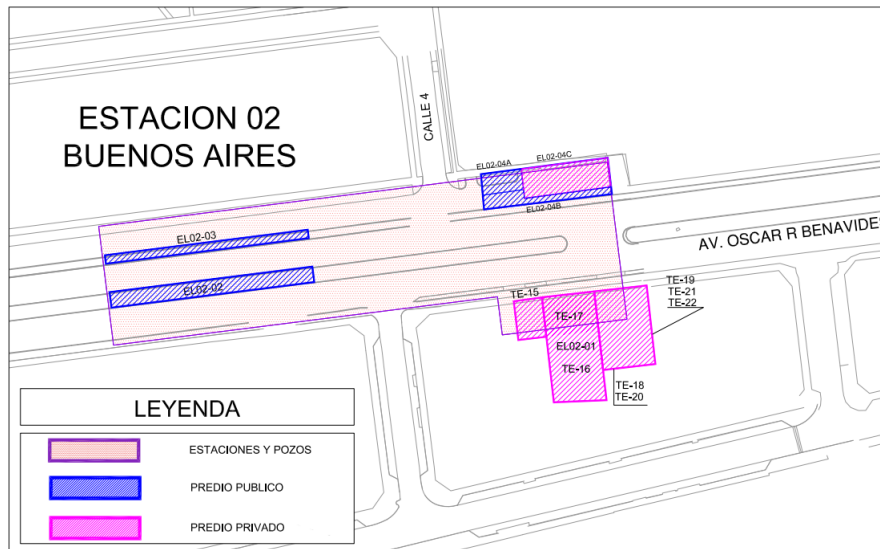 ESTACION 02
BUENOS AIRES
CALLE 4
EL02-04A
EL02-04C
EL02-04B
EL02-03
EL02-02
AV. OSCAR R BENAVIDES
TE-15
TE-17
EL02-01
TE-16
TE-19
TE-21
TE-22
TE-18
TE-20
LEYENDA
ESTACIONES Y POZOS
PREDIO PUBLICO
PREDIO PRIVADO